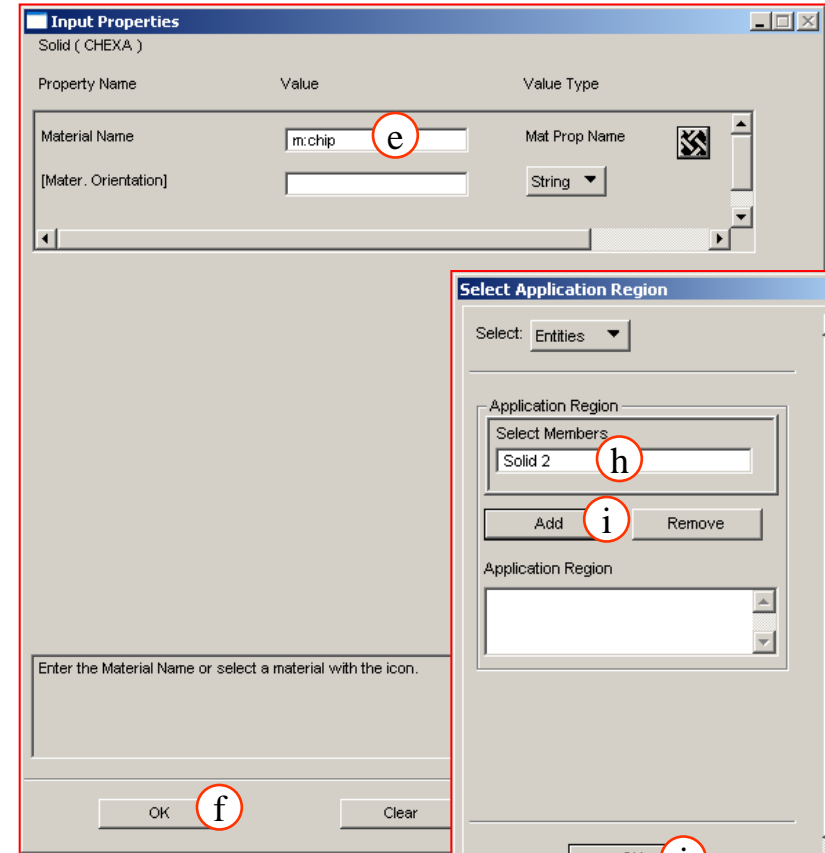 Input Properties
Solid ( CHEXA )
Property Name Value Value Type
Material Name m:chip e Mat Prop Name
[Mater. Orientation] String
Select Application Region
Select: Entities
Application Region
Select Members
Solid 2 h
Add i Remove
Application Region
Enter the Material Name or select a material with the icon.
OK f Clear